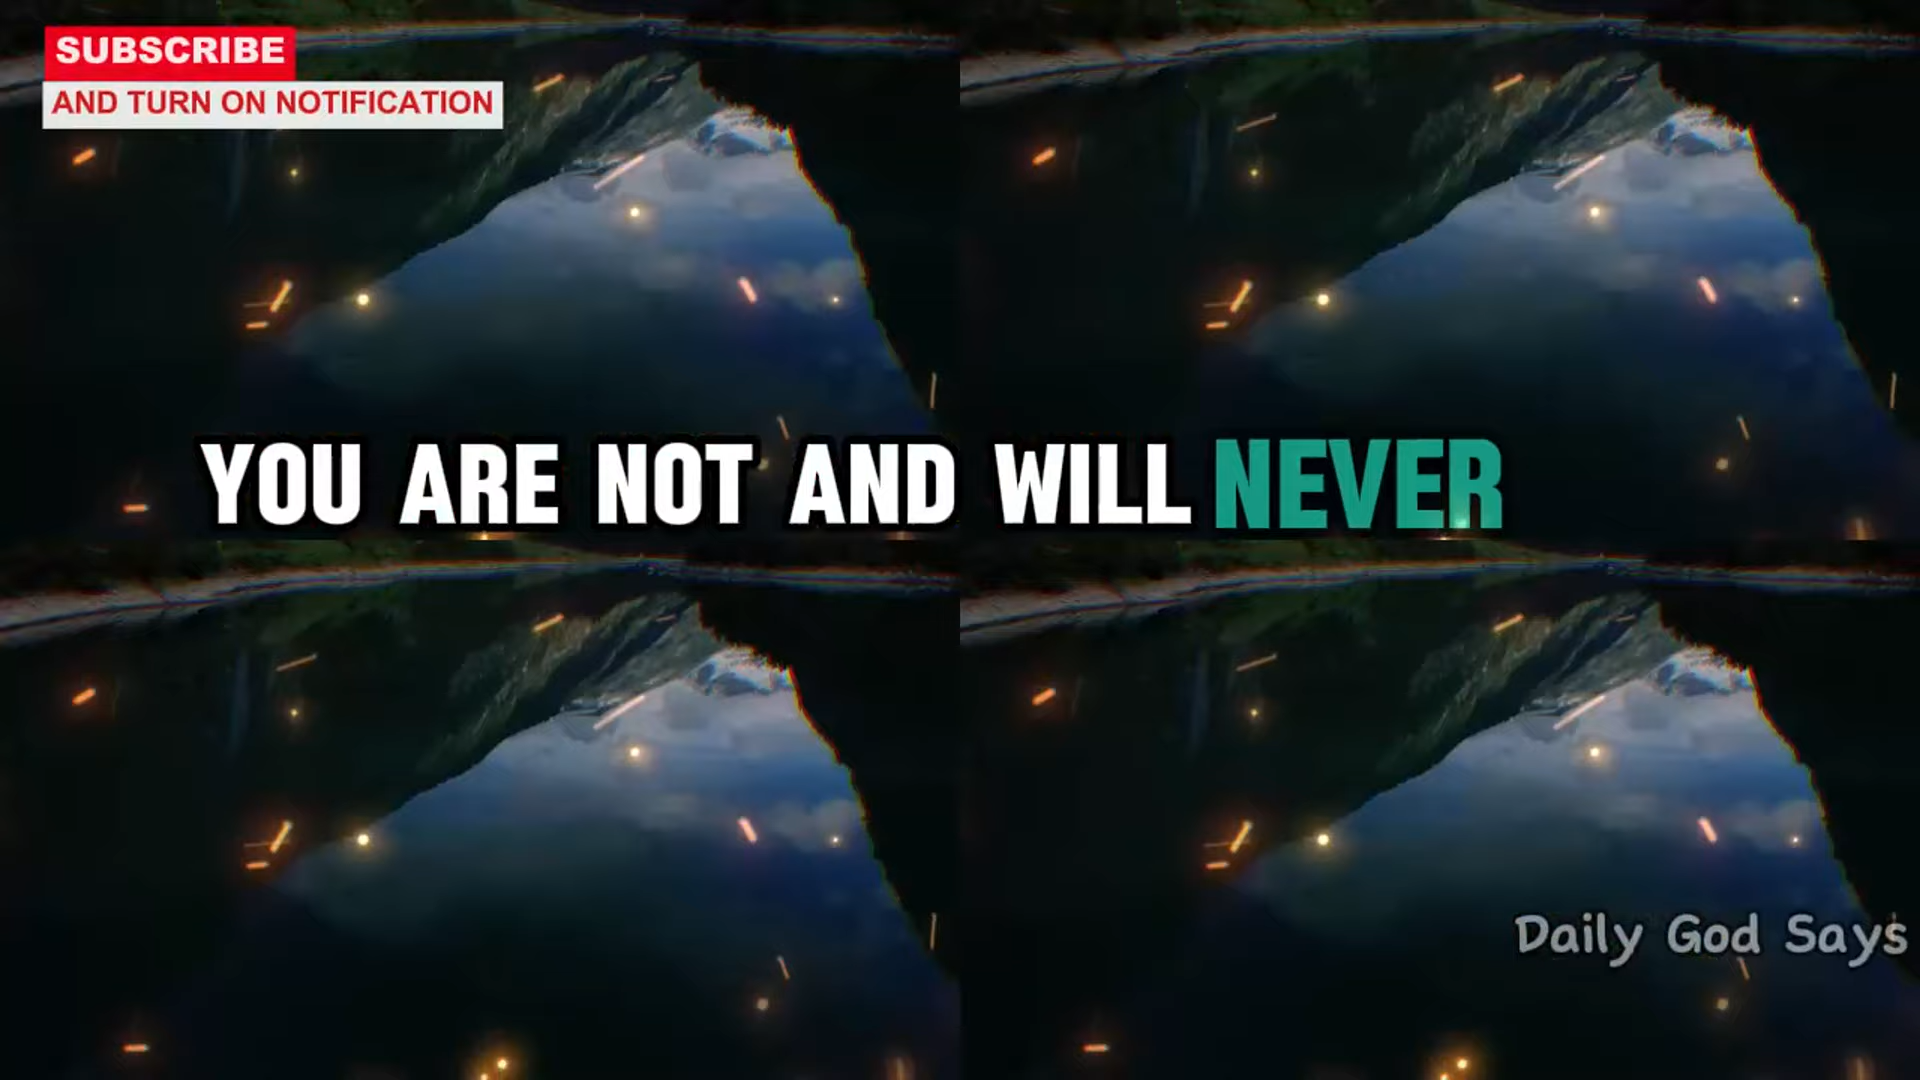 SUBSCRIBE
AND TURN ON NOTIFICATION
YOU ARE NOT AND WILL NEVER
Daily God Says